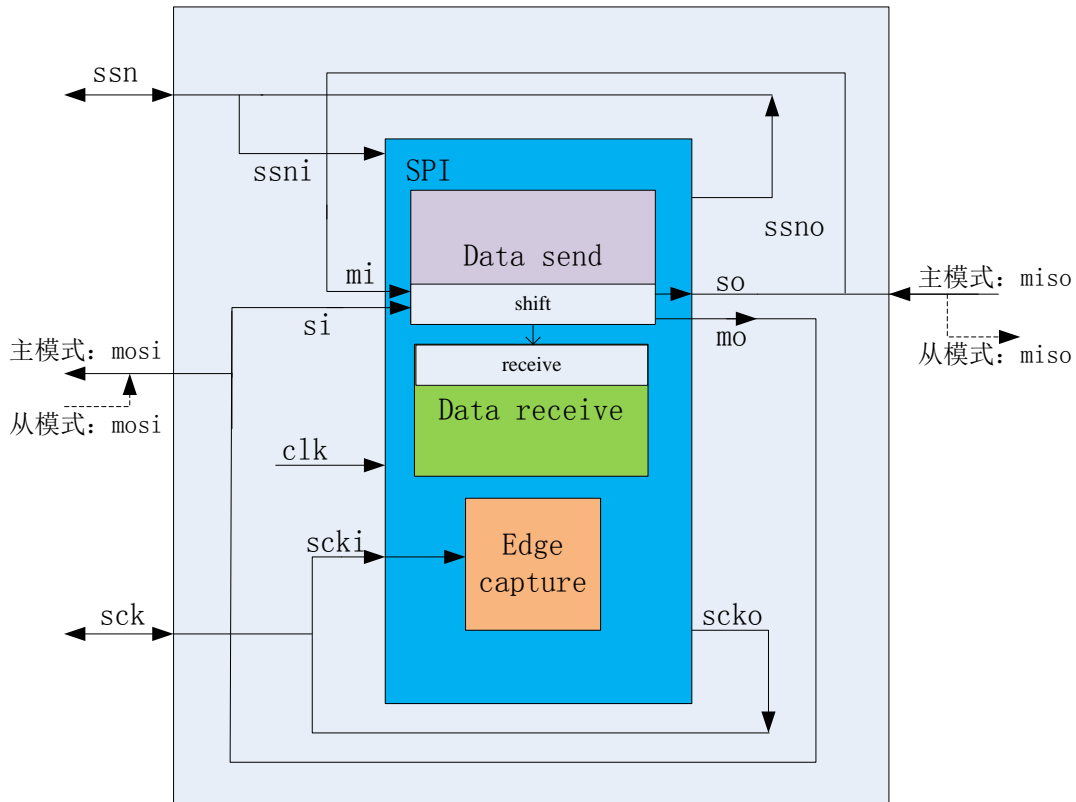 ssn
ssni
SPI
ssno
Data send
mi
so
主模式: miso
shift
si
mo
主模式: mosi
从模式: miso
receive
从模式: mosi
Data receive
clk
scki
Edge
capture
sck
scko